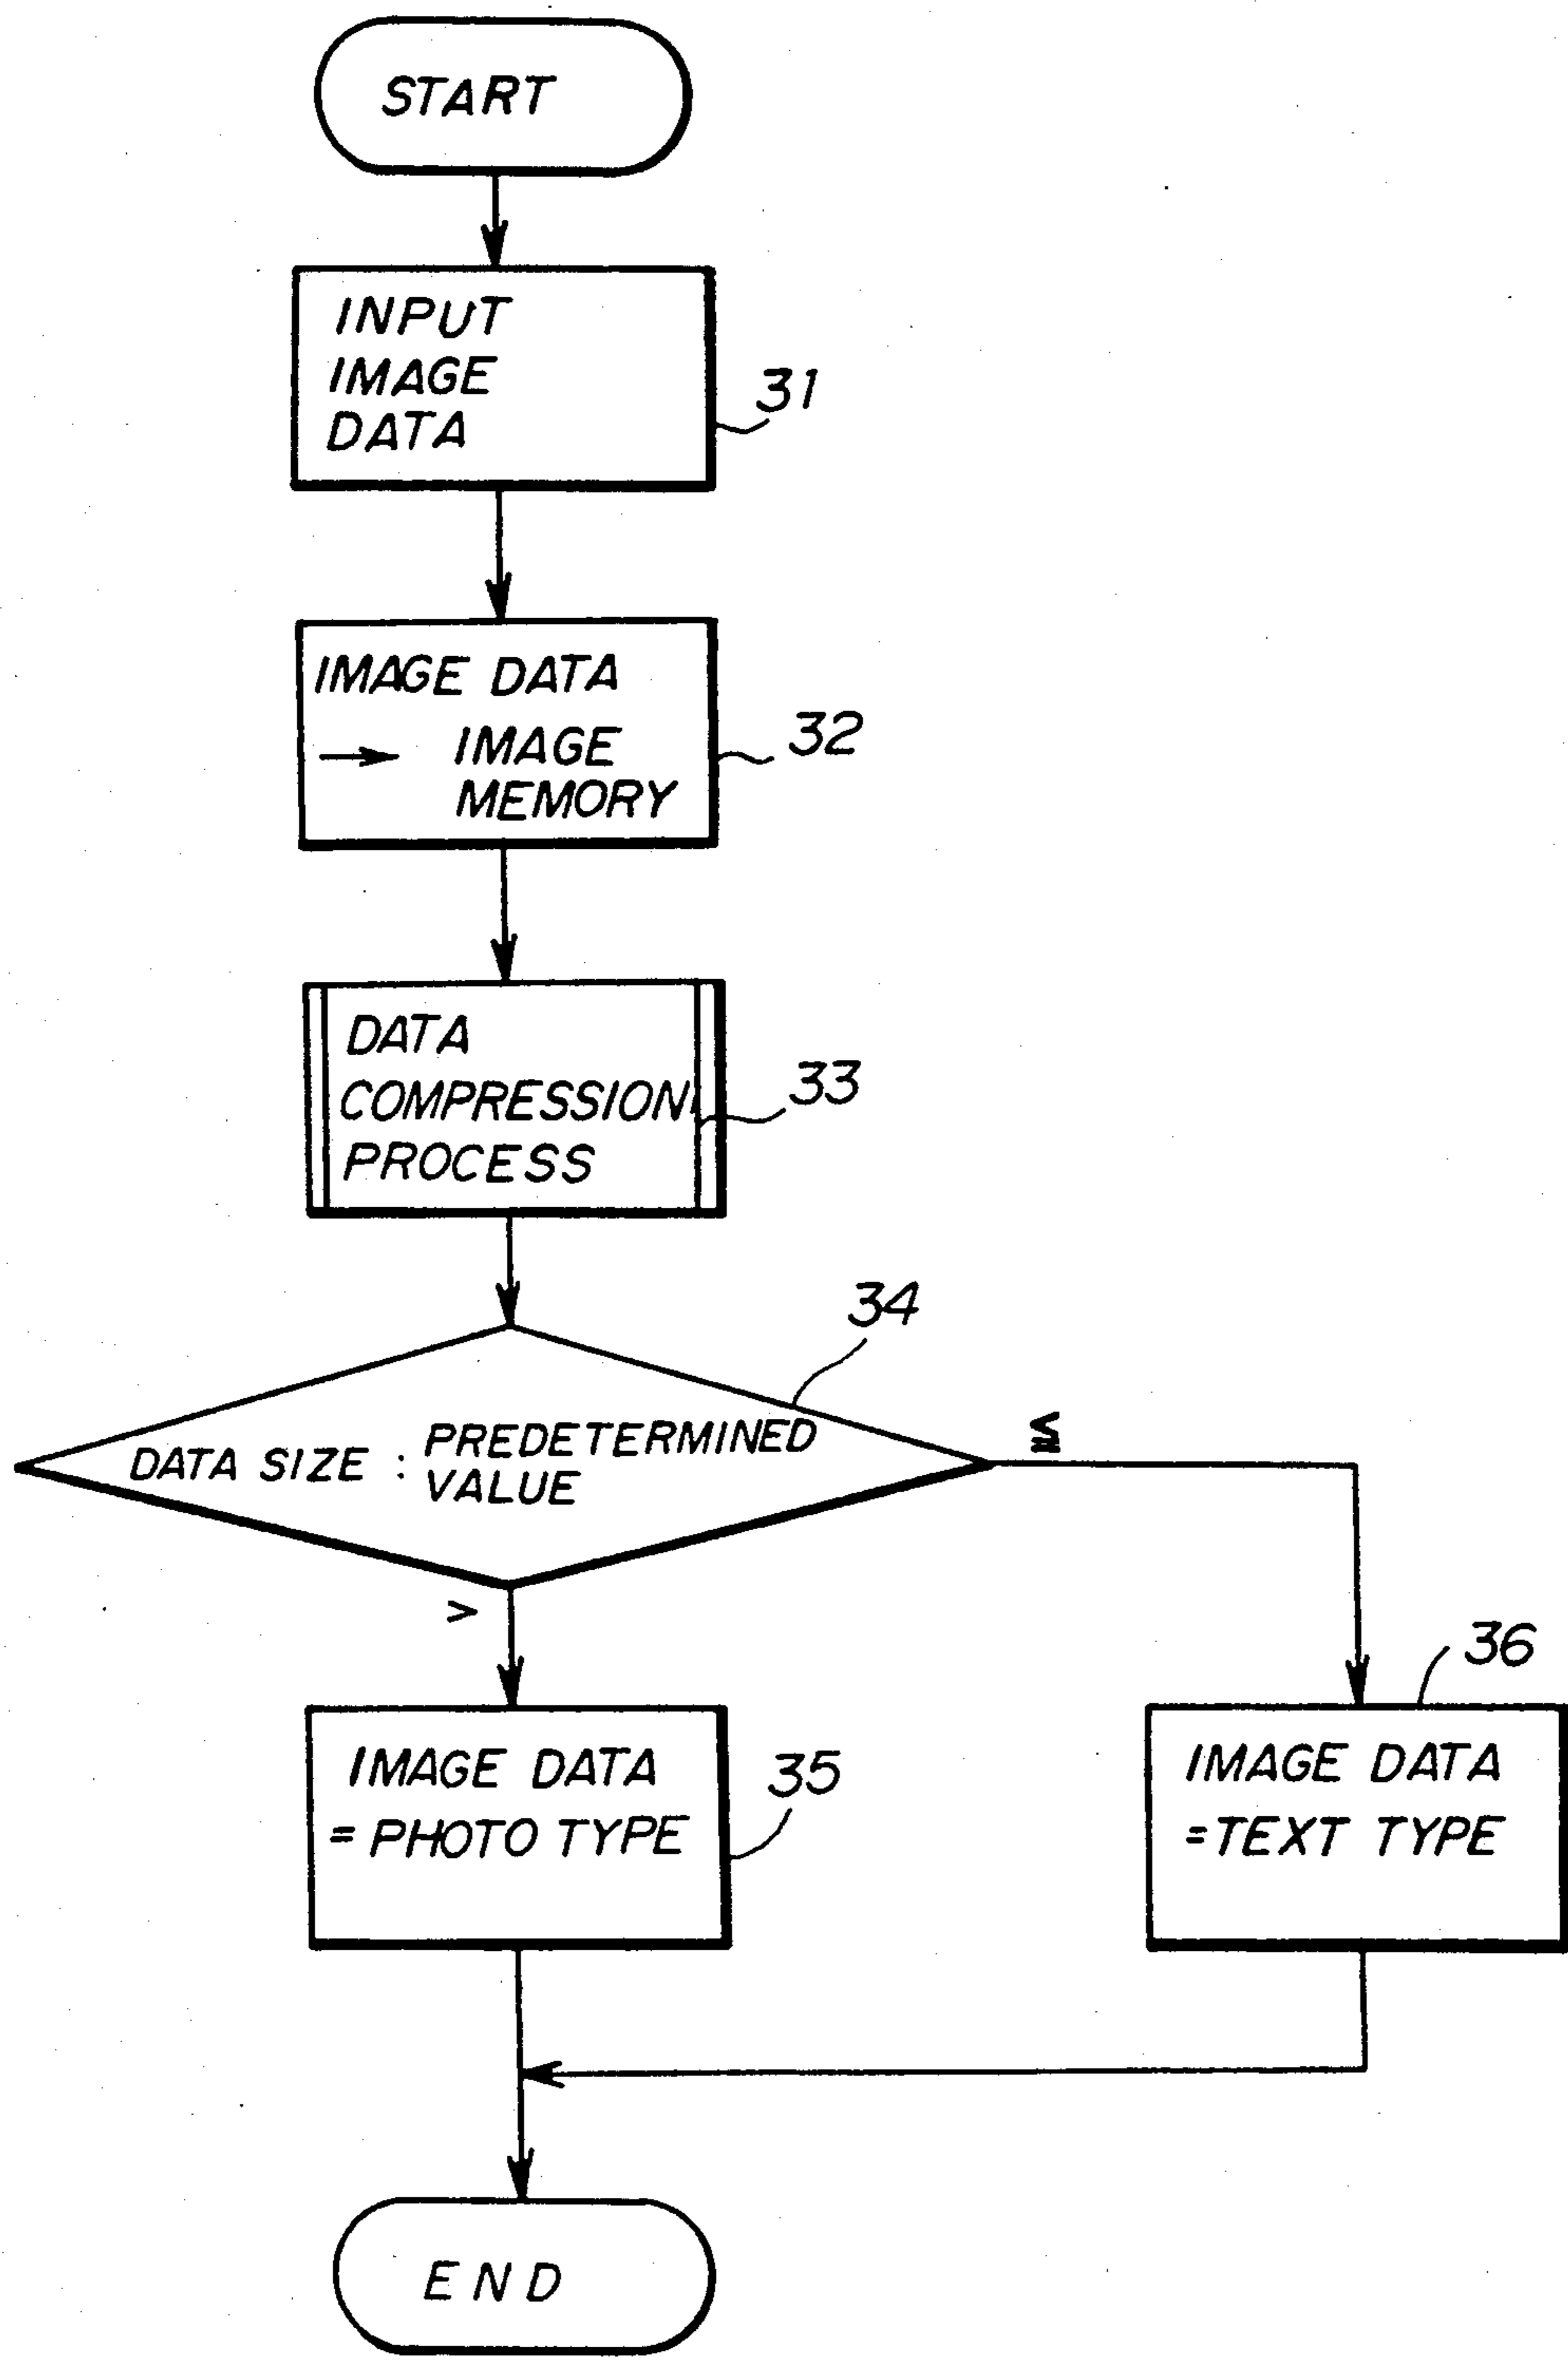 START
INPUT
IMAGE
DATA
31
IMAGE DATA
→ IMAGE
MEMORY
32
DATA
COMPRESSION
PROCESS
33
34
DATA SIZE : PREDETERMINED
VALUE
≦
>
IMAGE DATA
= PHOTO TYPE
35
36
IMAGE DATA
=TEXT TYPE
END